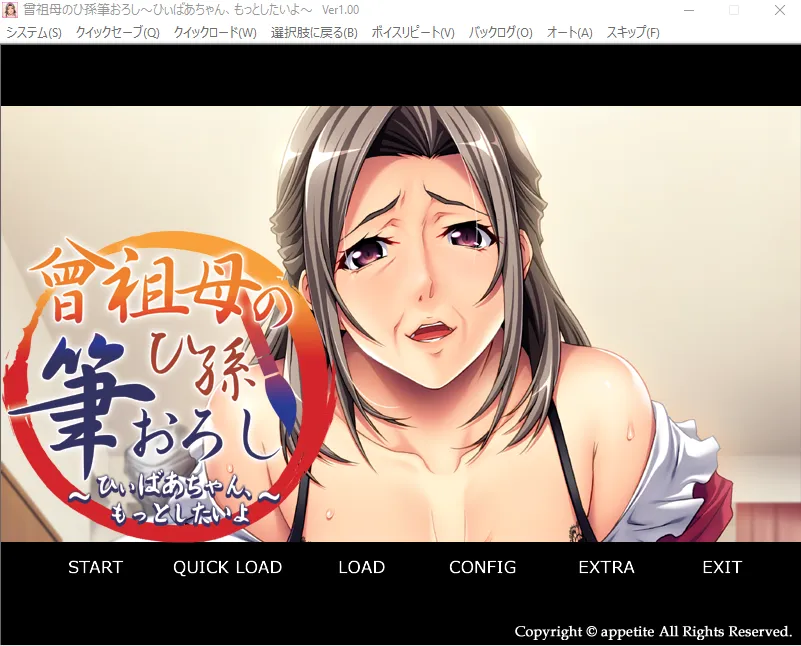 曾祖母のひ孫筆おろし~ひぃばあちゃん、もっとしたいよ~ Ver1.00
システム(S) クイックセーブ(Q) クイックロード(W) 選択肢に戻る(B) ボイスリピート(V) バックログ(O) オート(A) スキップ(F)
曾祖母の
ひ孫
筆おろし
~ひぃばあちゃん、~
もっとしたいよ
START QUICK LOAD LOAD CONFIG EXTRA EXIT
Copyright © appetite All Rights Reserved.